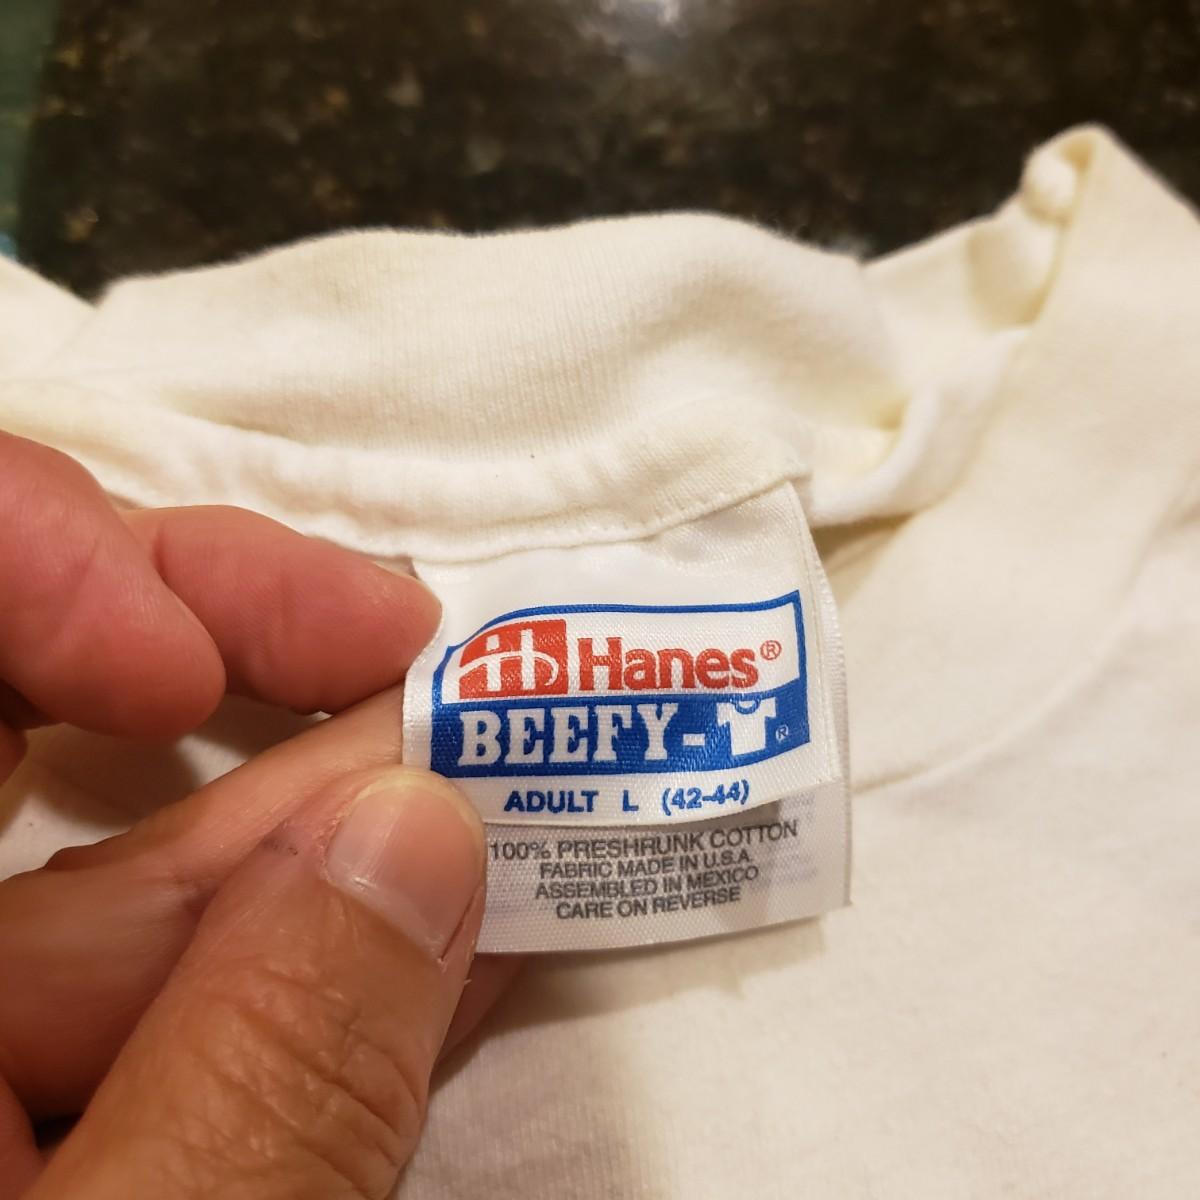 Hanes®
BEEFY-T®
ADULT L (42-44)
100% PRESHRUNK COTTON
FABRIC MADE IN U.S.A.
ASSEMBLED IN MEXICO
CARE ON REVERSE